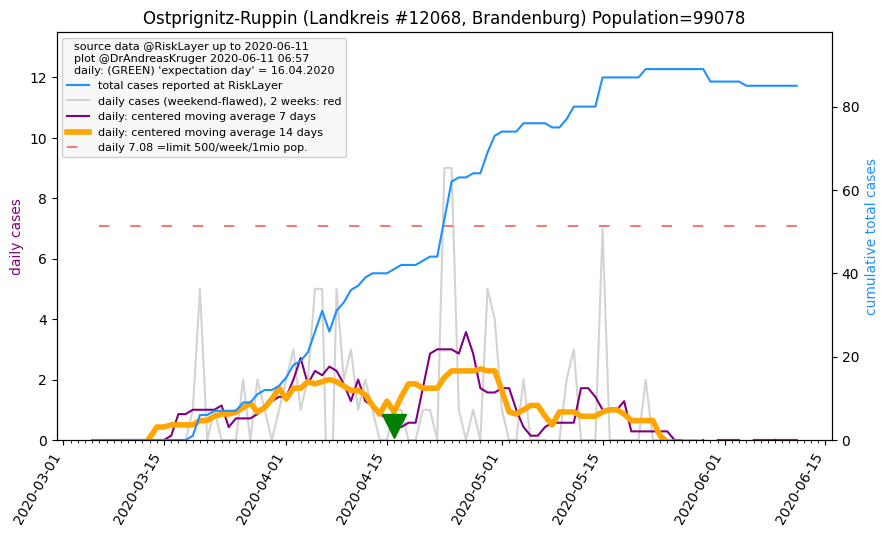 Ostprignitz-Ruppin (Landkreis #12068, Brandenburg) Population=99078
source data @RiskLayer up to 2020-06-11
plot @DrAndreasKruger 2020-06-11 06:57
daily: (GREEN) 'expectation day' = 16.04.2020
total cases reported at RiskLayer
daily cases (weekend-flawed), 2 weeks: red
daily: centered moving average 7 days
daily: centered moving average 14 days
daily 7.08 =limit 500/week/1mio pop.
daily cases
12
10
8
6
4
2
0
cumulative total cases
80
60
40
20
0
2020-03-01
2020-03-15
2020-04-01
2020-04-15
2020-05-01
2020-05-15
2020-06-01
2020-06-15